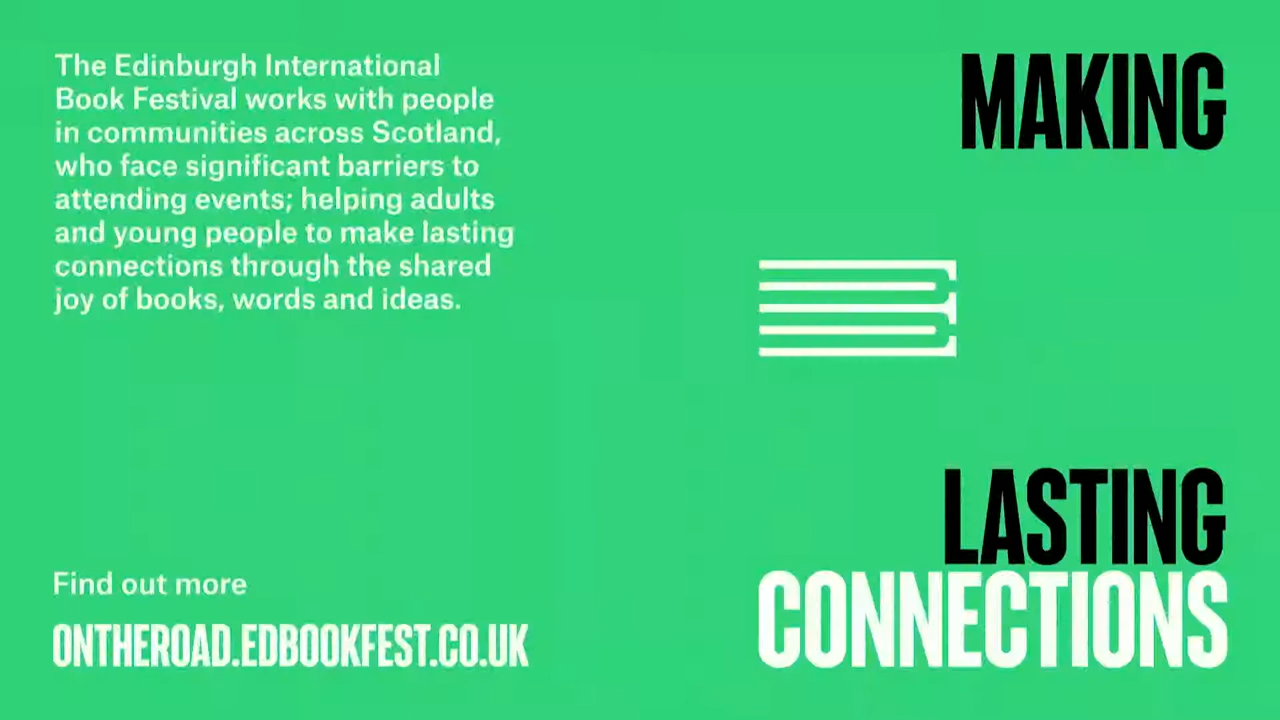 The Edinburgh International
Book Festival works with people
in communities across Scotland,
who face significant barriers to
attending events; helping adults
and young people to make lasting
connections through the shared
joy of books, words and ideas.
Find out more
ONTHEROAD.EDBOOKFEST.CO.UK
MAKING
LASTING
CONNECTIONS